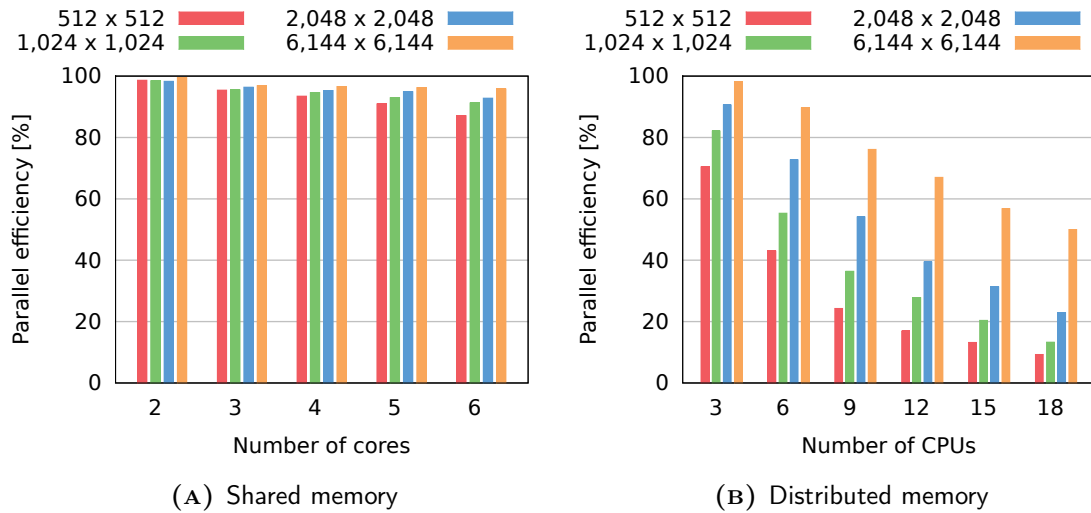 512 x 512
2,048 x 2,048
1,024 x 1,024
6,144 x 6,144
Parallel efficiency [%]
100
80
60
40
20
0
2 3 4 5 6
Number of cores
(A) Shared memory
512 x 512
2,048 x 2,048
1,024 x 1,024
6,144 x 6,144
Parallel efficiency [%]
100
80
60
40
20
0
3 6 9 12 15 18
Number of CPUs
(B) Distributed memory